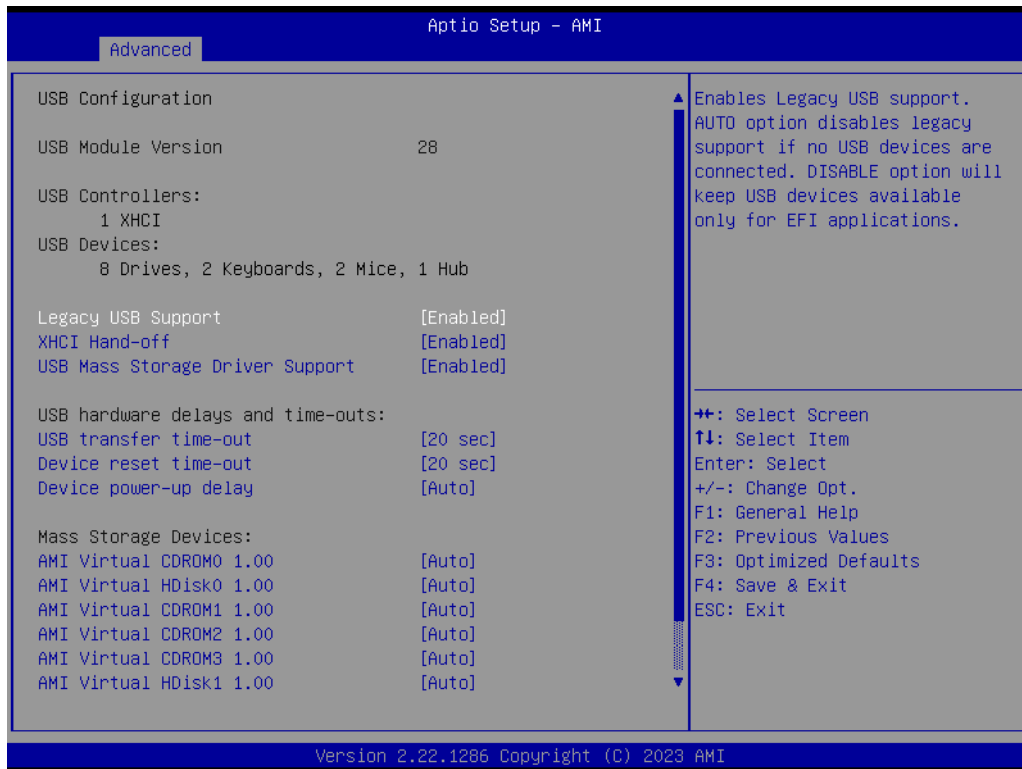 Aptio Setup – AMI
Advanced
USB Configuration
USB Module Version 28
USB Controllers:
1 XHCI
USB Devices:
8 Drives, 2 Keyboards, 2 Mice, 1 Hub
Legacy USB Support [Enabled]
XHCI Hand-off [Enabled]
USB Mass Storage Driver Support [Enabled]
USB hardware delays and time-outs:
USB transfer time-out [20 sec]
Device reset time-out [20 sec]
Device power-up delay [Auto]
Mass Storage Devices:
AMI Virtual CDROM0 1.00 [Auto]
AMI Virtual HDisk0 1.00 [Auto]
AMI Virtual CDROM1 1.00 [Auto]
AMI Virtual CDROM2 1.00 [Auto]
AMI Virtual CDROM3 1.00 [Auto]
AMI Virtual HDisk1 1.00 [Auto]
Enables Legacy USB support.
AUTO option disables legacy
support if no USB devices are
connected. DISABLE option will
keep USB devices available
only for EFI applications.
→←: Select Screen
↑↓: Select Item
Enter: Select
+/-: Change Opt.
F1: General Help
F2: Previous Values
F3: Optimized Defaults
F4: Save & Exit
ESC: Exit
Version 2.22.1286 Copyright (C) 2023 AMI